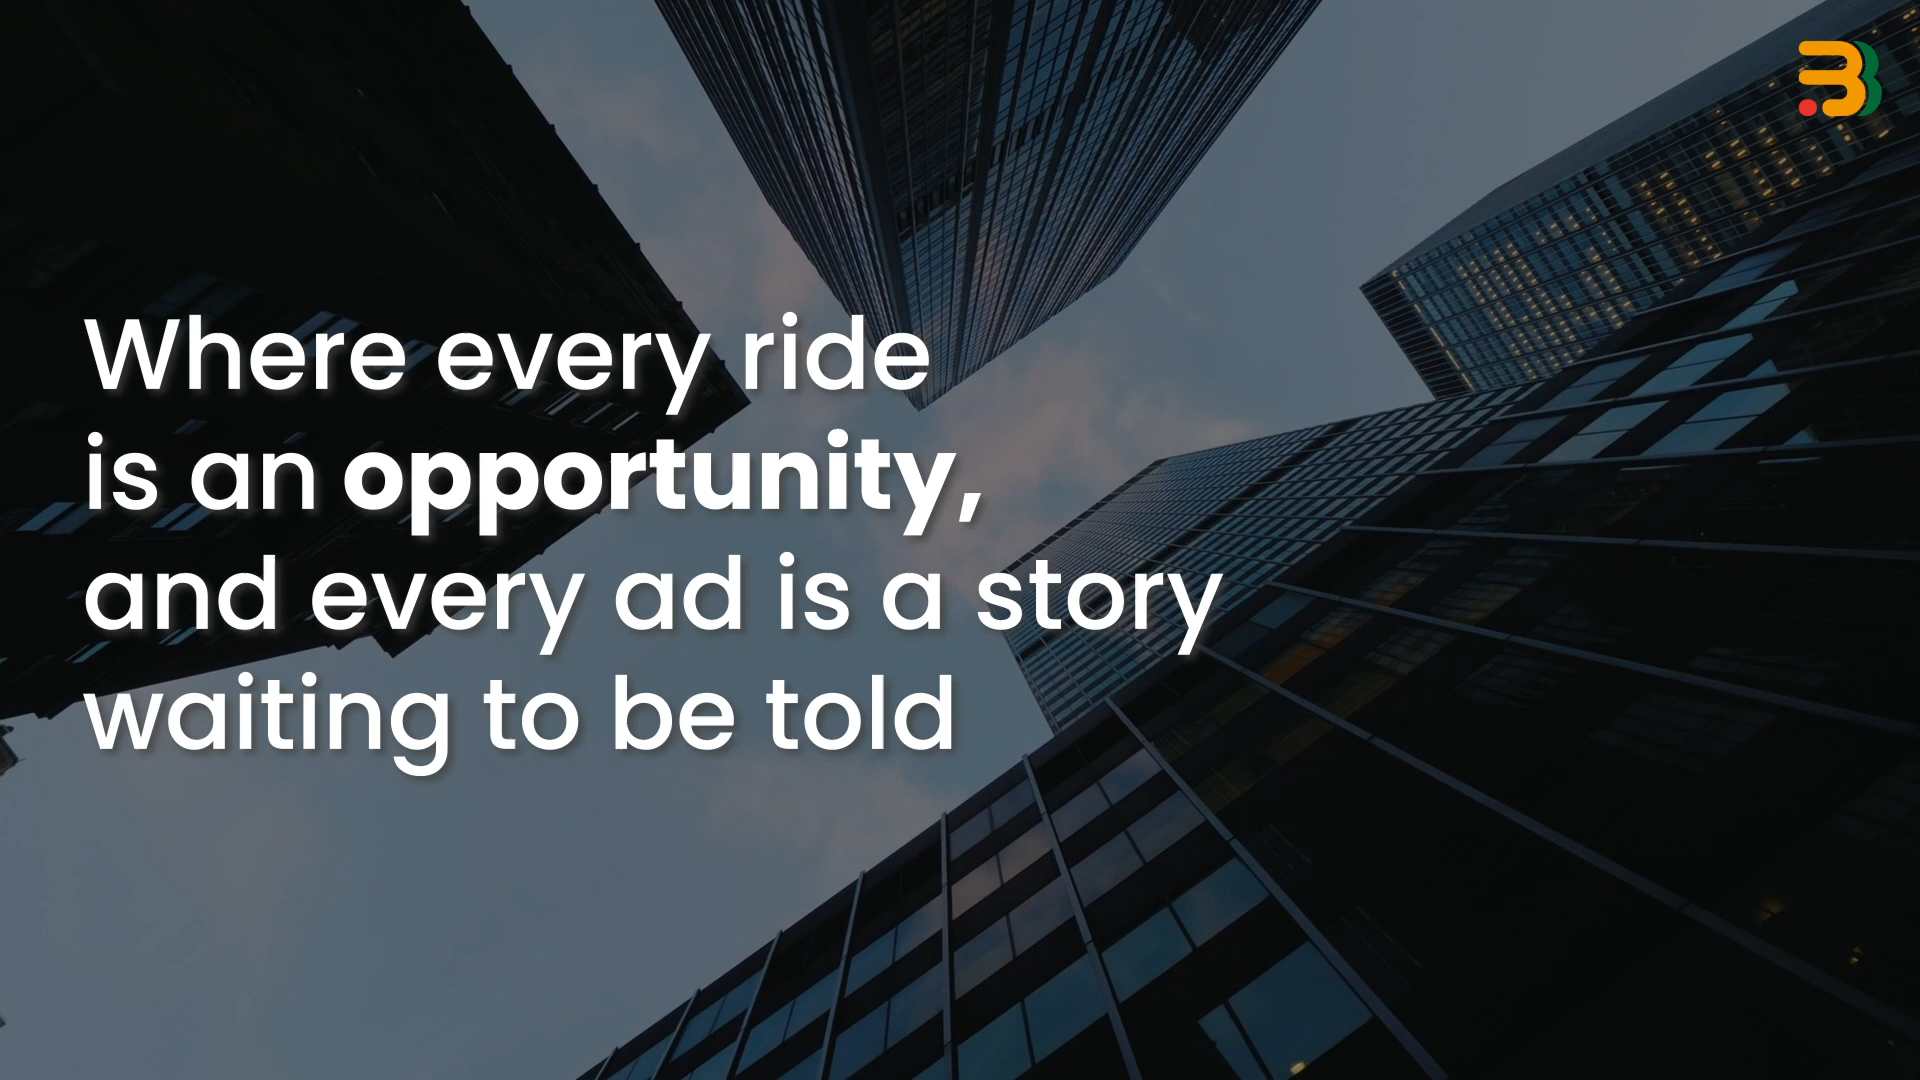 Where every ride
is an opportunity,
and every ad is a story
waiting to be told